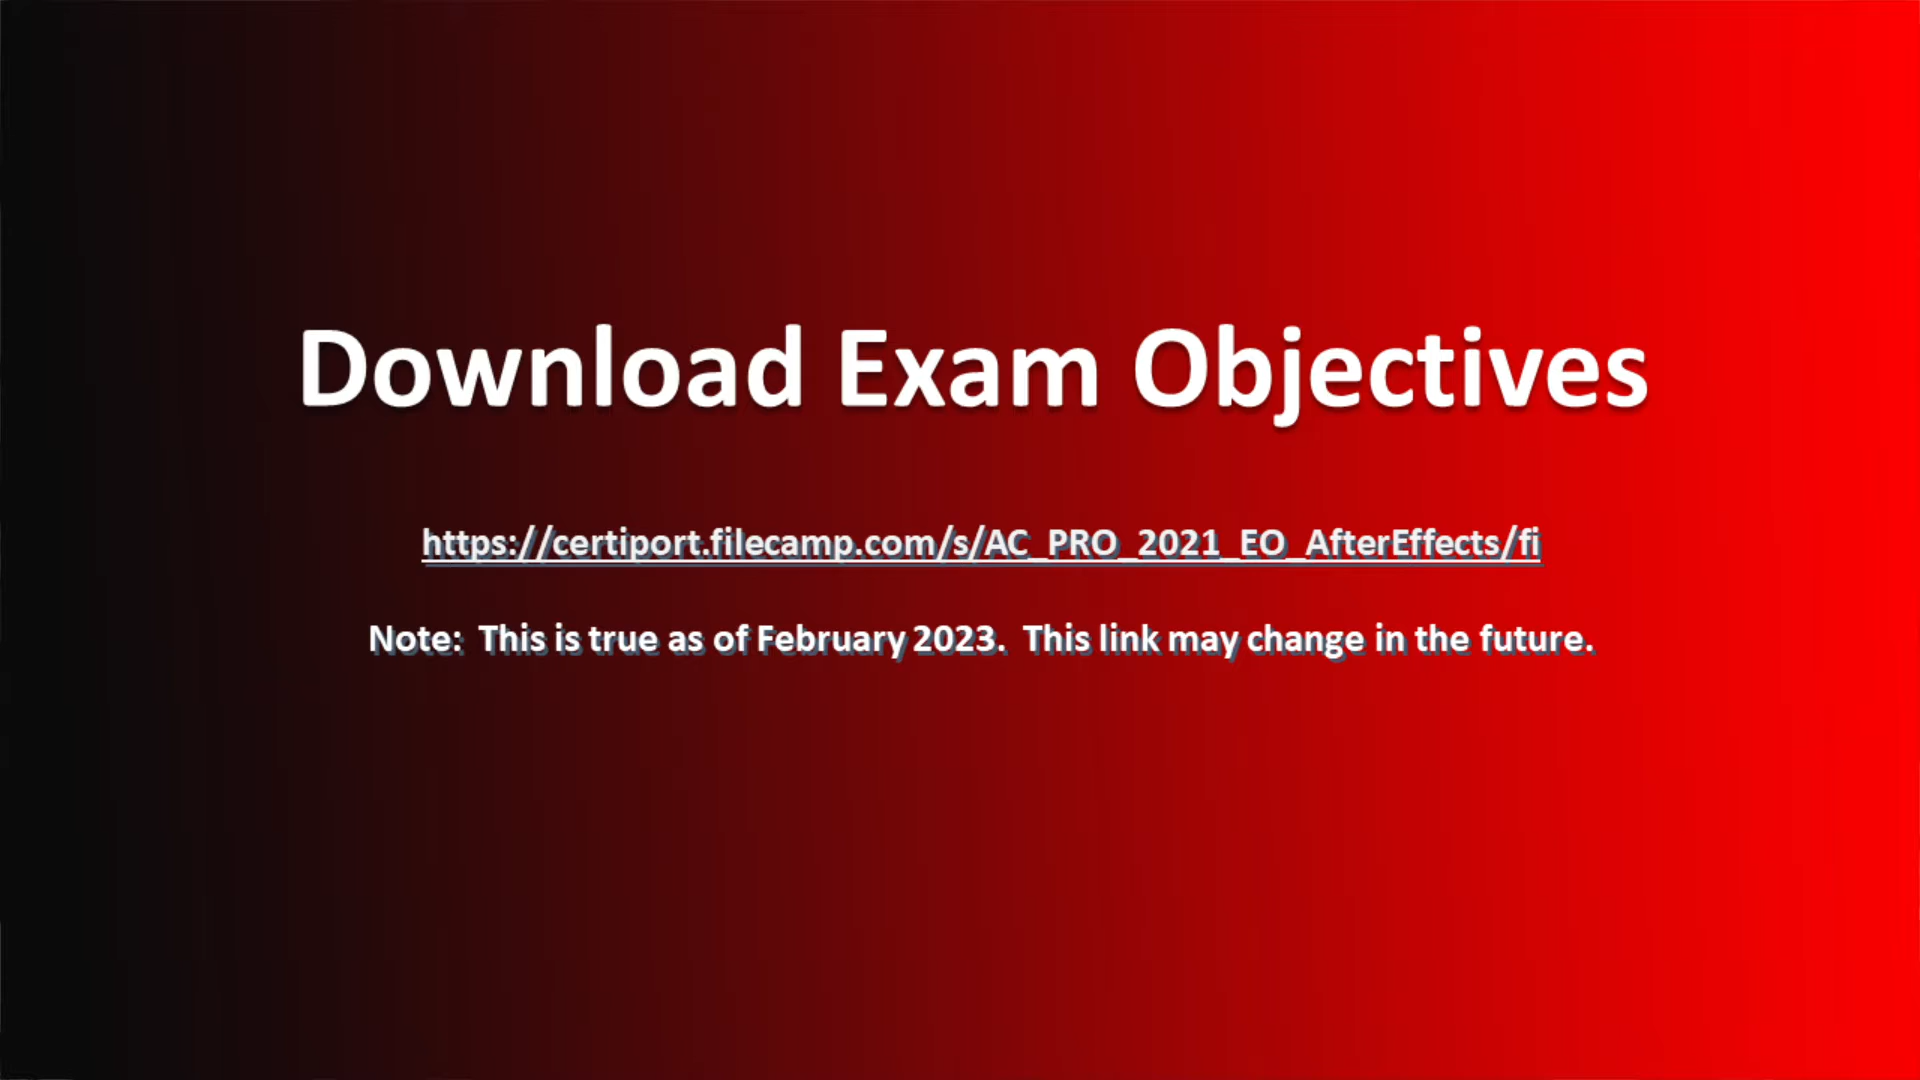 Download Exam Objectives
https://certiport.filecamp.com/s/AC_PRO_2021_EO_AfterEffects/fi
Note:  This is true as of February 2023.  This link may change in the future.